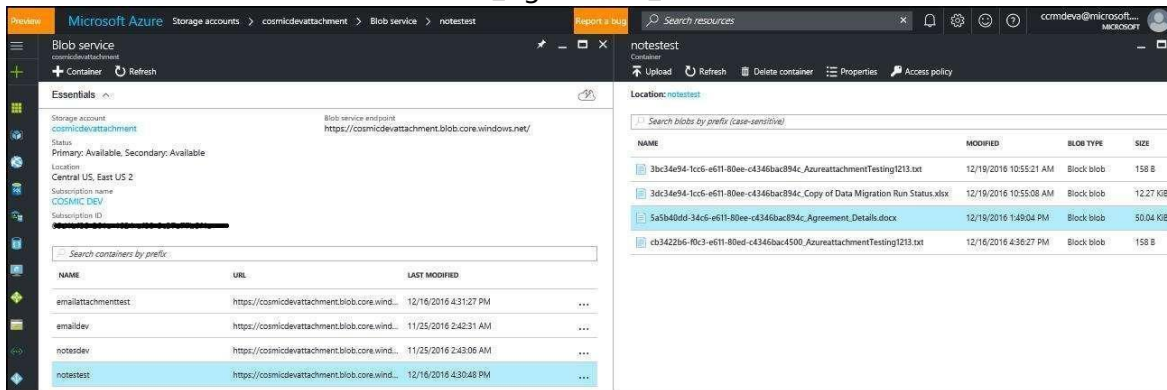 Preview Microsoft Azure Storage accounts > cosmicdevattachment > Blob service > notestest Report a bug Search resources ccrmdeva@microsoft.... MICROSOFT
Blob service
cosmicdevattachment
Container Refresh
Essentials
Storage account
cosmicdevattachment
Blob service endpoint
https://cosmicdevattachment.blob.core.windows.net/
Status
Primary: Available, Secondary: Available
Location
Central US, East US 2
Subscription name
COSMIC DEV
Subscription ID
Search containers by prefix
NAME URL LAST MODIFIED
emailattachmenttest https://cosmicdevattachment.blob.core.wind... 12/16/2016 4:31:27 PM ...
emaildev https://cosmicdevattachment.blob.core.wind... 11/25/2016 2:42:31 AM ...
notesdev https://cosmicdevattachment.blob.core.wind... 11/25/2016 2:43:06 AM ...
notestest https://cosmicdevattachment.blob.core.wind... 12/16/2016 4:30:48 PM ...
notestest
Container
Upload Refresh Delete container Properties Access policy
Location: notestest
Search blobs by prefix (case-sensitive)
NAME MODIFIED BLOB TYPE SIZE
3bc34e94-1cc6-e611-80ee-c4346bac894c_AzureattachmentTesting1213.txt 12/19/2016 10:55:21 AM Block blob 158 B
3dc34e94-1cc6-e611-80ee-c4346bac894c_Copy of Data Migration Run Status.xlsx 12/19/2016 10:55:08 AM Block blob 12.27 KiB
5a5b40dd-34c6-e611-80ee-c4346bac894c_Agreement_Details.docx 12/19/2016 1:49:04 PM Block blob 50.04 KiB
cb3422b6-f0c3-e611-80ed-c4346bac4500_AzureattachmentTesting1213.txt 12/16/2016 4:36:27 PM Block blob 158 B